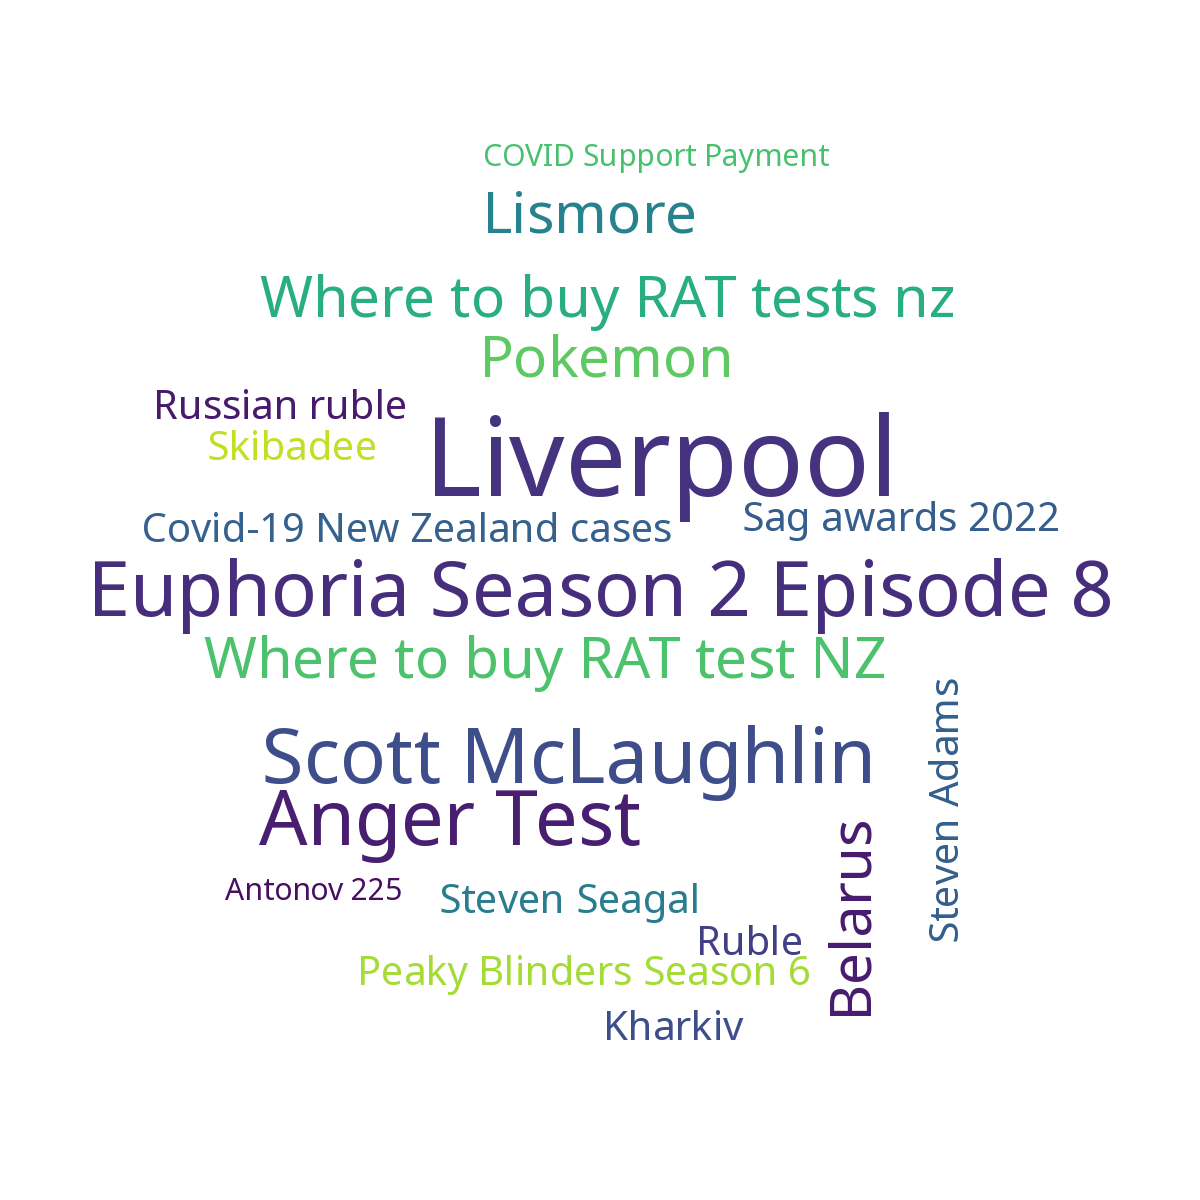 COVID Support Payment
Lismore
Where to buy RAT tests nz
Pokemon
Russian ruble
Skibadee
Liverpool
Sag awards 2022
Covid-19 New Zealand cases
Euphoria Season 2 Episode 8
Where to buy RAT test NZ
Scott McLaughlin
Steven Adams
Anger Test
Belarus
Antonov 225
Steven Seagal
Ruble
Peaky Blinders Season 6
Kharkiv